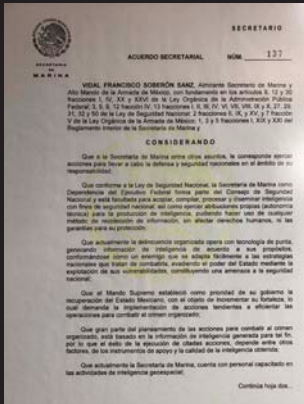 SECRETARIO
SECRETARÍA
DE
MARINA
ACUERDO SECRETARIAL NÚM. 137
VIDAL FRANCISCO SOBERÓN SANZ, Almirante Secretario de Marina y
Alto Mando de la Armada de México, con fundamento en los artículos 9, 12 y 30
fracciones I, IV, XX y XXVI de la Ley Orgánica de la Administración Pública
Federal; 3, 5, 9, 12 fracción IV, 13 fracciones I, II, III, IV, VI, VII, VIII, IX y X, 27, 29,
31, 32 y 50 de la Ley de Seguridad Nacional; 2 fracciones II, IX, y XV, y 7 fracción
V de la Ley Orgánica de la Armada de México; 1, 3 y 5 fracciones I, XIX y XXI del
Reglamento Interior de la Secretaría de Marina y
CONSIDERANDO
Que a la Secretaría de Marina entre otros asuntos, le corresponde ejercer
acciones para llevar a cabo la defensa y seguridad nacionales en el ámbito de su
responsabilidad;
Que conforme a la Ley de Seguridad Nacional, la Secretaría de Marina como
Dependencia del Ejecutivo Federal forma parte del Consejo de Seguridad
Nacional y está facultada para acopiar, compilar, procesar y diseminar inteligencia
con fines de seguridad nacional; así como ejercer atribuciones propias (autonomía
técnica) para la producción de inteligencia, pudiendo hacer uso de cualquier
método de recolección de información, sin afectar derechos humanos, ni las
garantías para su protección;
Que actualmente la delincuencia organizada opera con tecnología de punta,
generando información de inteligencia de acuerdo a sus propósitos,
conformándose como un enemigo que se adapta fácilmente a las estrategias
nacionales que tratan de combatirla, evadiendo el poder del Estado mediante la
explotación de sus vulnerabilidades, constituyendo una amenaza a la seguridad
nacional;
Que el Mando Supremo estableció como prioridad de su gobierno la
recuperación del Estado Mexicano, con el objeto de incrementar su fortaleza, lo
cual demanda la implementación de acciones tendientes a eficientar las
operaciones para combatir el crimen organizado;
Que gran parte del planeamiento de las acciones para combatir al crimen
organizado, está basado en la información de inteligencia generada para tal fin,
por lo que el éxito de la ejecución de citadas acciones, depende entre otros
factores, de los instrumentos de apoyo y la calidad de la inteligencia obtenida;
Que actualmente la Secretaría de Marina, cuenta con personal capacitado en
las actividades de inteligencia geoespacial;
Continúa hoja dos...